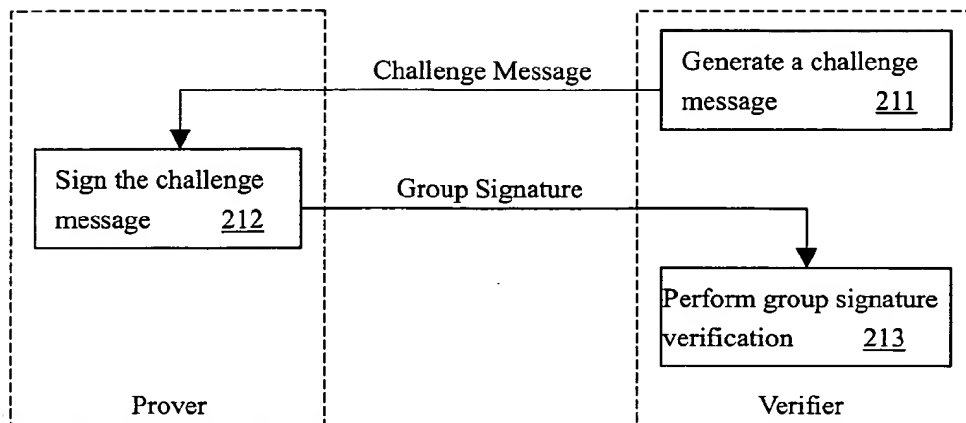 Generate a challenge
message 211
Challenge Message
Sign the challenge
message 212
Group Signature
Perform group signature
verification 213
Prover
Verifier